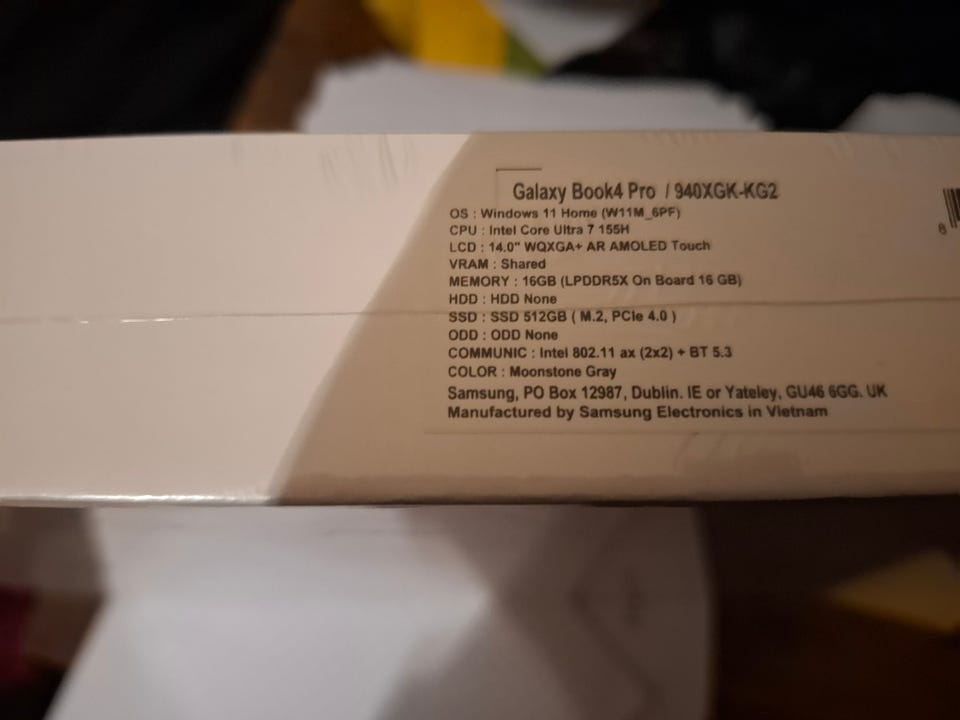 Galaxy Book4 Pro / 940XGK-KG2
OS : Windows 11 Home (W11M_6PF)
CPU : Intel Core Ultra 7 155H
LCD : 14.0" WQXGA+ AR AMOLED Touch
VRAM : Shared
MEMORY : 16GB (LPDDR5X On Board 16 GB)
HDD : HDD None
SSD : SSD 512GB ( M.2, PCIe 4.0 )
ODD : ODD None
COMMUNIC : Intel 802.11 ax (2x2) + BT 5.3
COLOR : Moonstone Gray
Samsung, PO Box 12987, Dublin. IE or Yateley, GU46 6GG. UK
Manufactured by Samsung Electronics in Vietnam
8